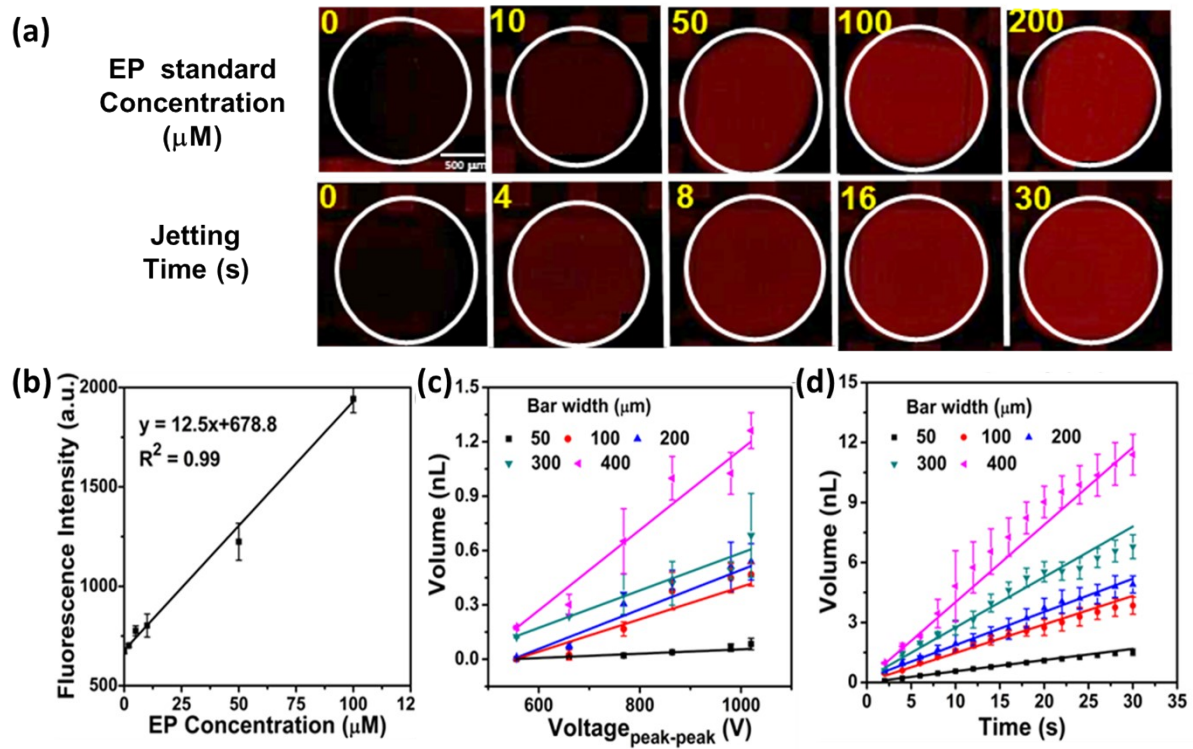 (a)
EP standard
Concentration
(μM)
0
10
50
100
200
500 μm
Jetting
Time (s)
0
4
8
16
30
(b)
2000
1500
1000
500
0 25 50 75 100 125
y = 12.5x+678.8
R² = 0.99
Fluorescence Intensity (a.u.)
EP Concentration (μM)
(c)
1.5
1.2
0.9
0.6
0.3
0.0
600 800 1000
Bar width (μm)
50 100 200
300 400
Volume (nL)
Voltagepeak-peak (V)
(d)
15
12
9
6
3
0
0 5 10 15 20 25 30 35
Bar width (μm)
50 100 200
300 400
Volume (nL)
Time (s)